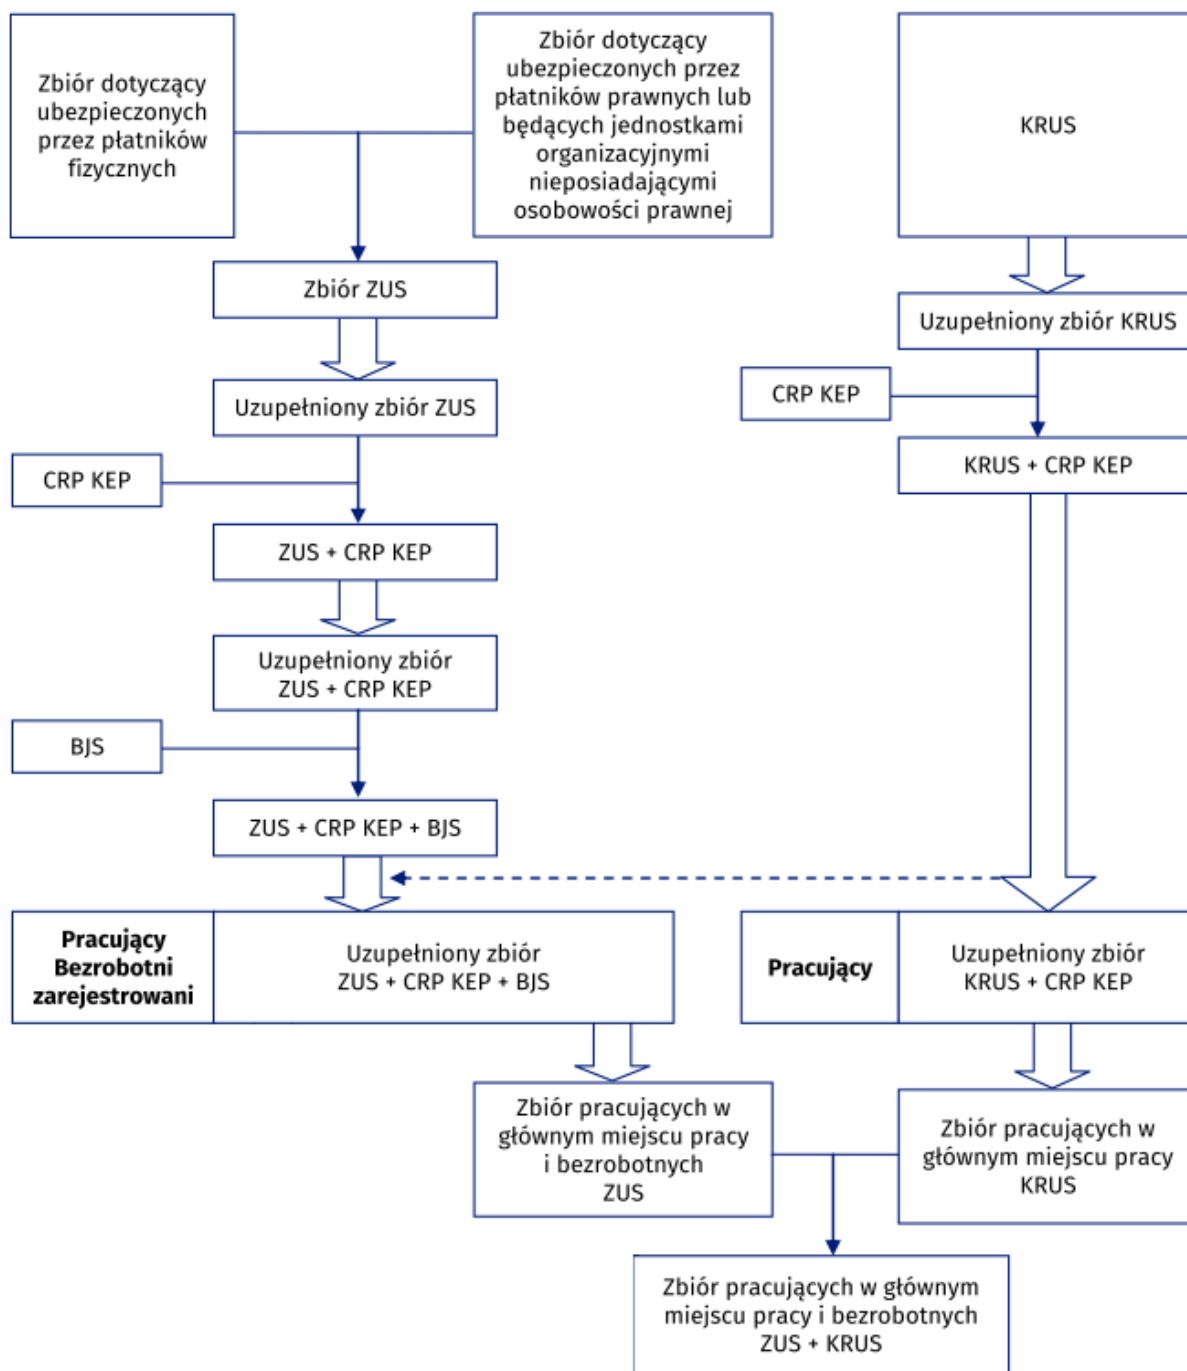 Zbiór dotyczący
ubezpieczonych
przez płatników
fizycznych
Zbiór dotyczący
ubezpieczonych przez
płatników prawnych lub
będących jednostkami
organizacyjnymi
nieposiadającymi
osobowości prawnej
KRUS
Zbiór ZUS
Uzupełniony zbiór KRUS
Uzupełniony zbiór ZUS
CRP KEP
CRP KEP
KRUS + CRP KEP
ZUS + CRP KEP
Uzupełniony zbiór
ZUS + CRP KEP
BJS
ZUS + CRP KEP + BJS
Pracujący
Bezrobotni
zarejestrowani
Uzupełniony zbiór
ZUS + CRP KEP + BJS
Pracujący
Uzupełniony zbiór
KRUS + CRP KEP
Zbiór pracujących w
głównym miejscu pracy
i bezrobotnych
ZUS
Zbiór pracujących w
głównym miejscu pracy
KRUS
Zbiór pracujących w głównym
miejscu pracy i bezrobotnych
ZUS + KRUS